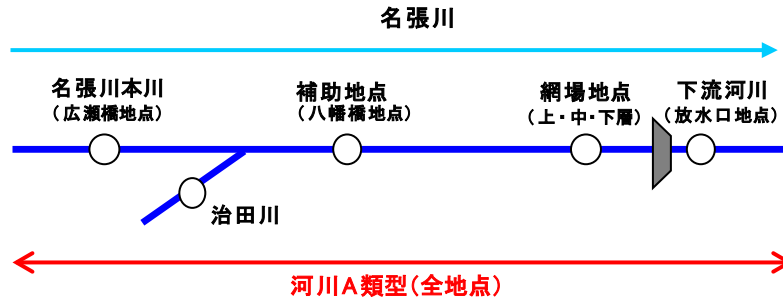 名張川
名張川本川
（広瀬橋地点）
補助地点
（八幡橋地点）
網場地点
（上・中・下層）
下流河川
（放水口地点）
治田川
河川A類型（全地点）